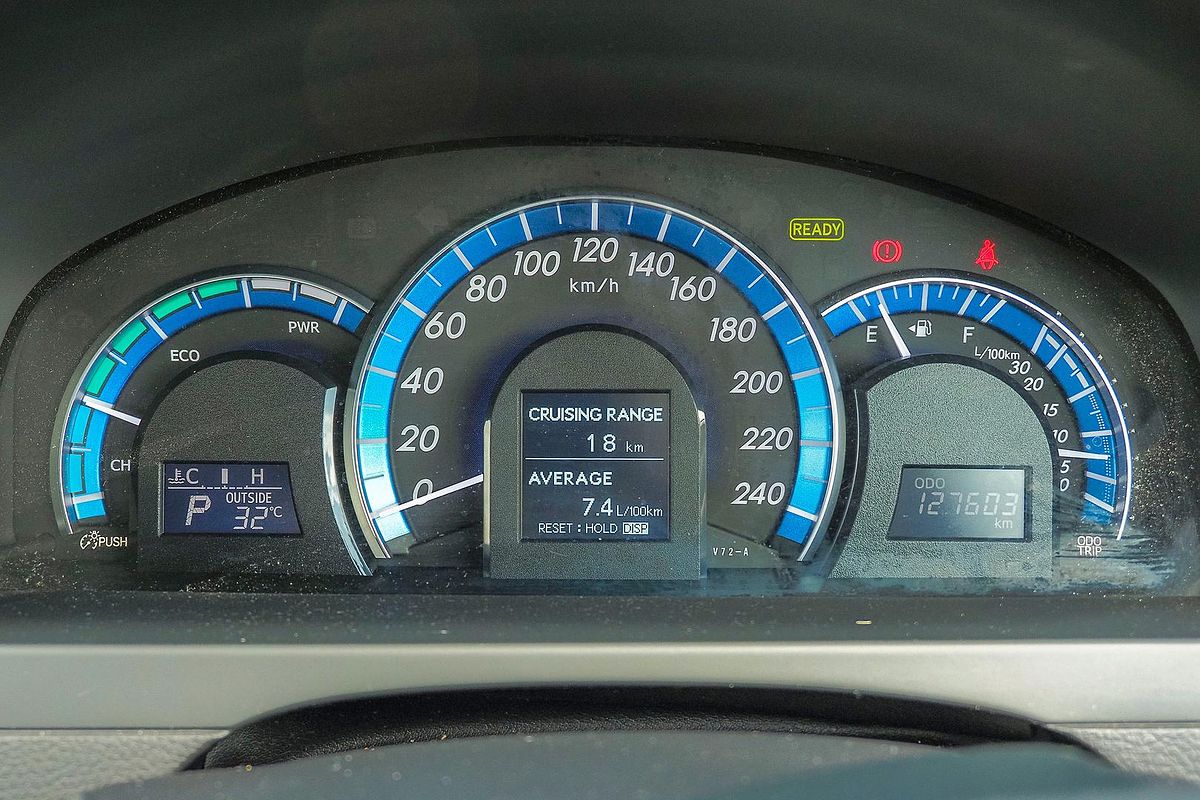 READY
PWR
ECO
CH
C H
P OUTSIDE
32°C
PUSH
0 20 40 60 80 100 120 140 160 180 200 220 240
km/h
CRUISING RANGE
18 km
AVERAGE
7.4 L/100km
RESET : HOLD DISP
V72-A
E F
L/100km
30
20
15
10
5
0
ODO
127603
km
ODO
TRIP